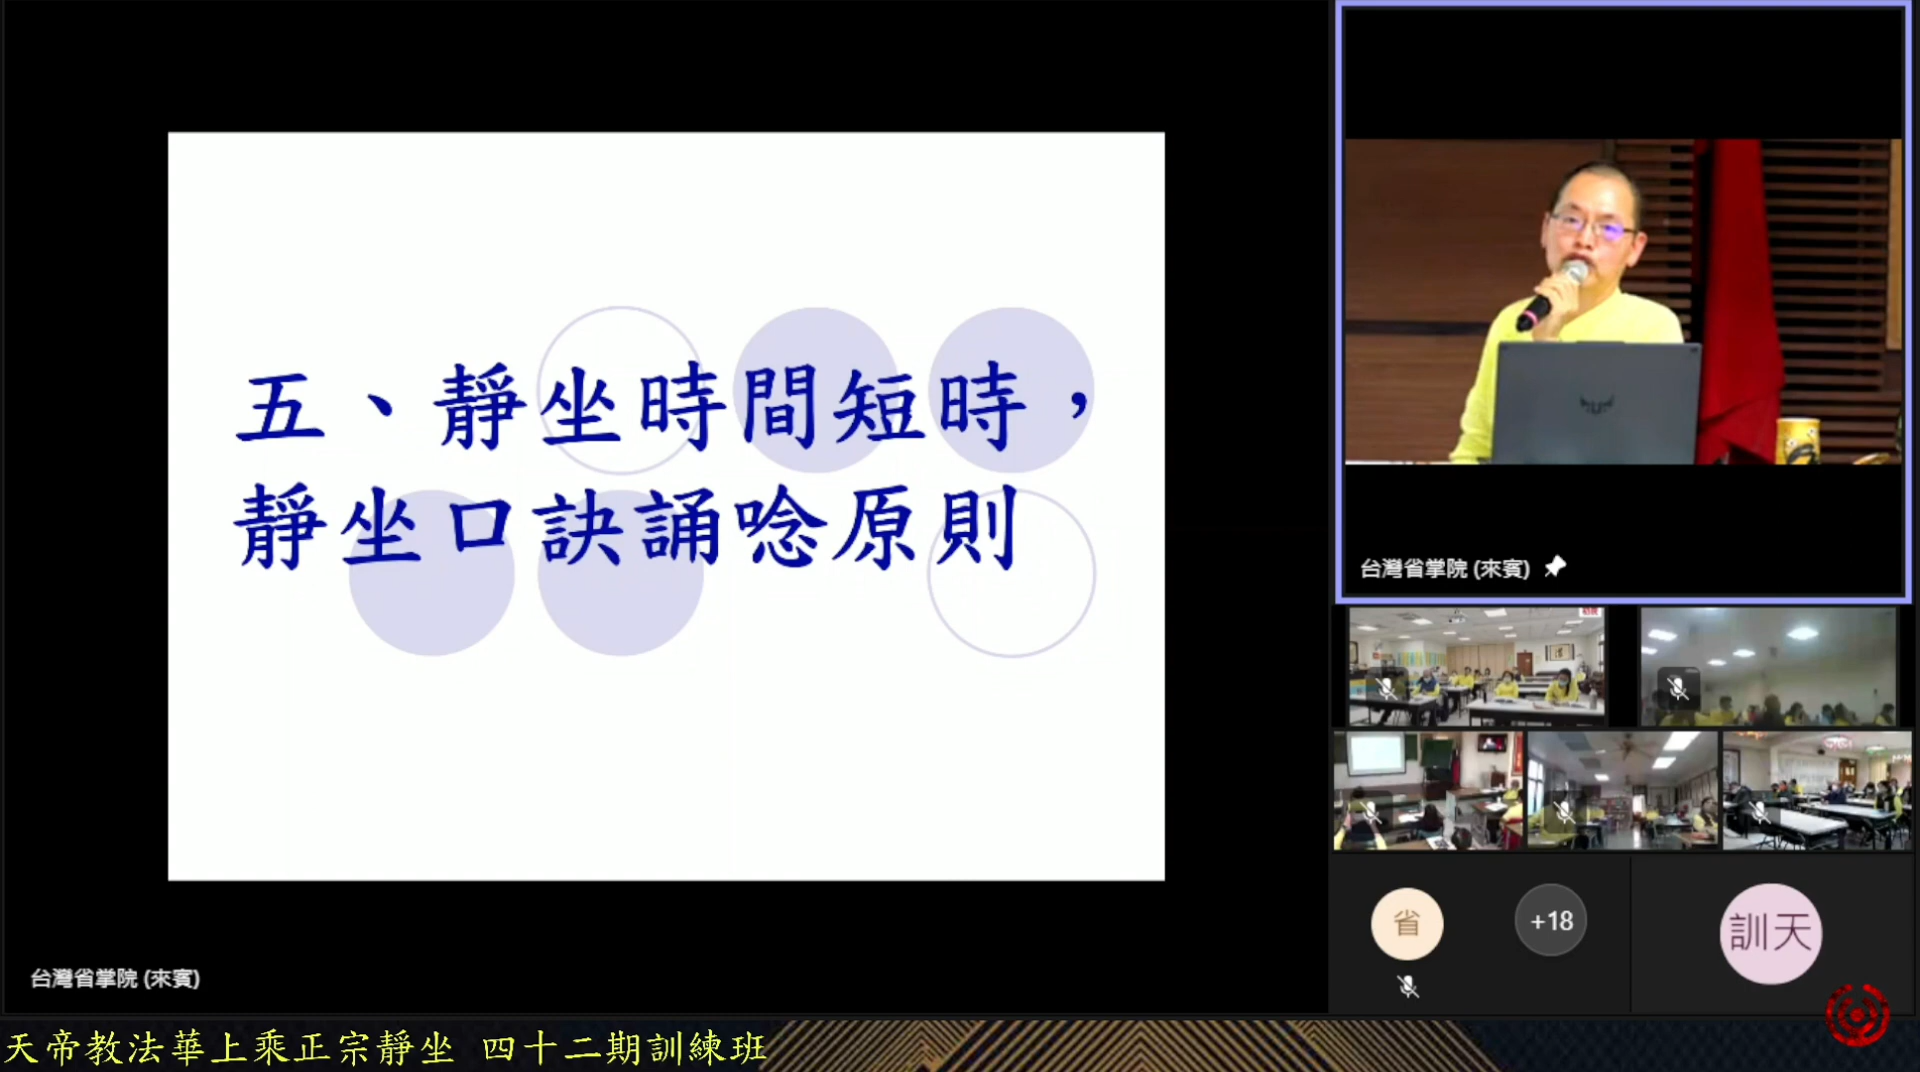 五、靜坐時間短時，
靜坐口訣誦唸原則
台灣省掌院 (來賓)
台灣省掌院 (來賓)
省
+18
訓天
天帝教法華上乘正宗靜坐 四十二期訓練班